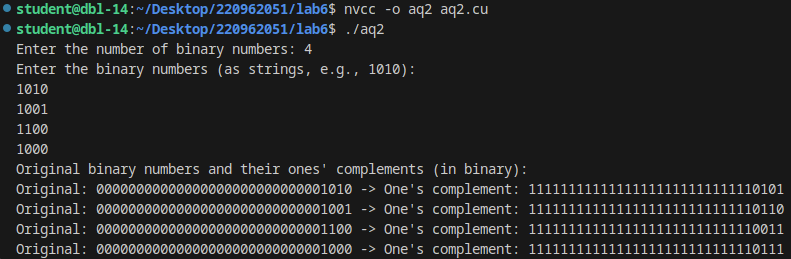 student@dbl-14:~/Desktop/220962051/lab6$ nvcc -o aq2 aq2.cu
student@dbl-14:~/Desktop/220962051/lab6$ ./aq2
Enter the number of binary numbers: 4
Enter the binary numbers (as strings, e.g., 1010):
1010
1001
1100
1000
Original binary numbers and their ones' complements (in binary):
Original: 00000000000000000000000000001010 -> One's complement: 11111111111111111111111111110101
Original: 00000000000000000000000000001001 -> One's complement: 11111111111111111111111111110110
Original: 00000000000000000000000000001100 -> One's complement: 11111111111111111111111111110011
Original: 00000000000000000000000000001000 -> One's complement: 11111111111111111111111111110111